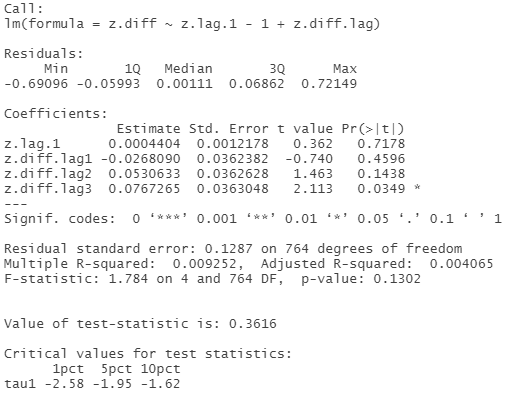 Call:
lm(formula = z.diff ~ z.lag.1 - 1 + z.diff.lag)
Residuals:
     Min       1Q   Median       3Q      Max
-0.69096 -0.05993  0.00111  0.06862  0.72149
Coefficients:
              Estimate Std. Error t value Pr(>|t|)
z.lag.1      0.0004404  0.0012178   0.362   0.7178
z.diff.lag1 -0.0268090  0.0362382  -0.740   0.4596
z.diff.lag2  0.0530633  0.0362628   1.463   0.1438
z.diff.lag3  0.0767265  0.0363048   2.113   0.0349 *
---
Signif. codes:  0 ‘***’ 0.001 ‘**’ 0.01 ‘*’ 0.05 ‘.’ 0.1 ‘ ’ 1
Residual standard error: 0.1287 on 764 degrees of freedom
Multiple R-squared:  0.009252,  Adjusted R-squared:  0.004065
F-statistic: 1.784 on 4 and 764 DF,  p-value: 0.1302
Value of test-statistic is: 0.3616
Critical values for test statistics:
      1pct  5pct 10pct
tau1 -2.58 -1.95 -1.62